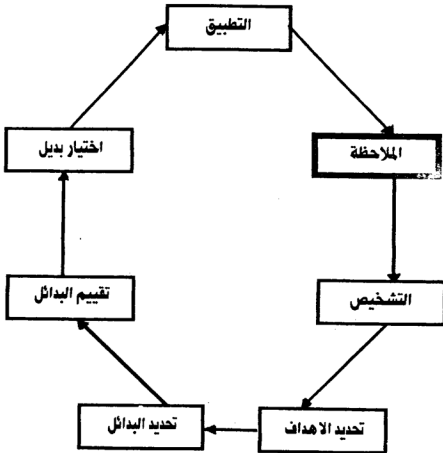 التطبيق
اختيار بديل
الملاحظة
تقييم البدائل
التشخيص
تحديد البدائل
تحديد الاهداف